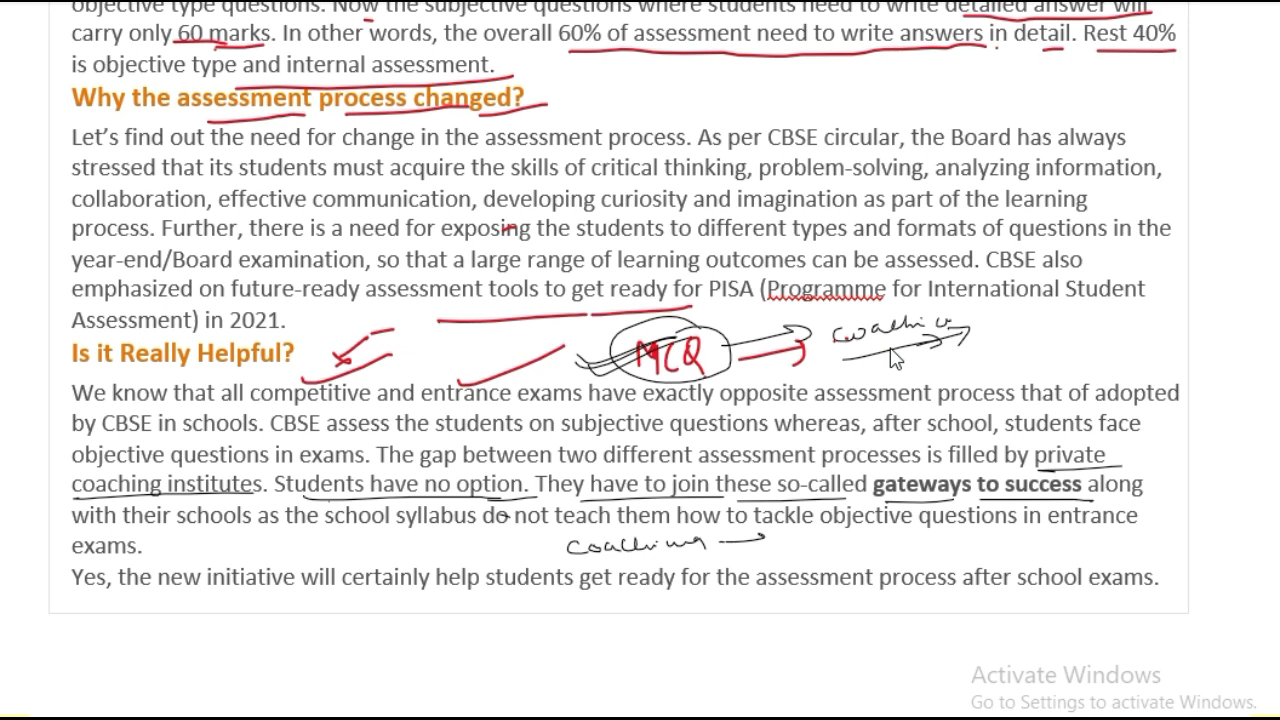 objective type questions. Now the subjective questions where students need to write detailed answer will
carry only 60 marks. In other words, the overall 60% of assessment need to write answers in detail. Rest 40%
is objective type and internal assessment.
Why the assessment process changed?
Let’s find out the need for change in the assessment process. As per CBSE circular, the Board has always
stressed that its students must acquire the skills of critical thinking, problem-solving, analyzing information,
collaboration, effective communication, developing curiosity and imagination as part of the learning
process. Further, there is a need for exposing the students to different types and formats of questions in the
year-end/Board examination, so that a large range of learning outcomes can be assessed. CBSE also
emphasized on future-ready assessment tools to get ready for PISA (Programme for International Student
Assessment) in 2021.
MCQ
Is it Really Helpful?
We know that all competitive and entrance exams have exactly opposite assessment process that of adopted
by CBSE in schools. CBSE assess the students on subjective questions whereas, after school, students face
objective questions in exams. The gap between two different assessment processes is filled by private
coaching institutes. Students have no option. They have to join these so-called gateways to success along
with their schools as the school syllabus do not teach them how to tackle objective questions in entrance
exams.
coaching
Yes, the new initiative will certainly help students get ready for the assessment process after school exams.
Activate Windows
Go to Settings to activate Windows.